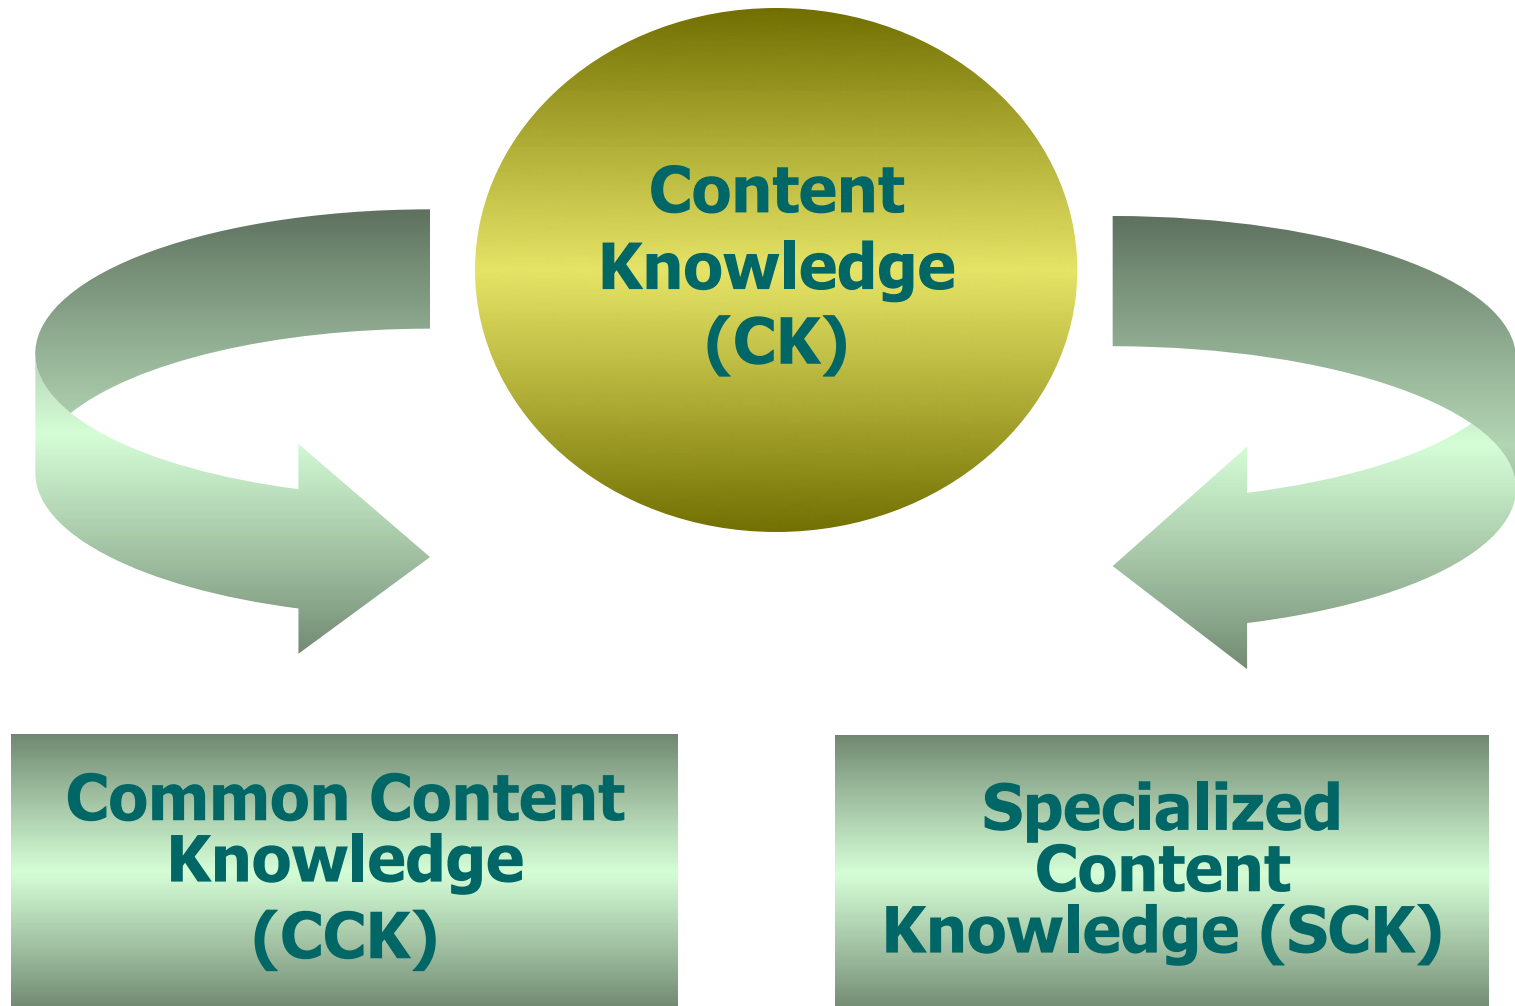 Content
Knowledge
(CK)
Common Content
Knowledge
(CCK)
Specialized
Content
Knowledge (SCK)